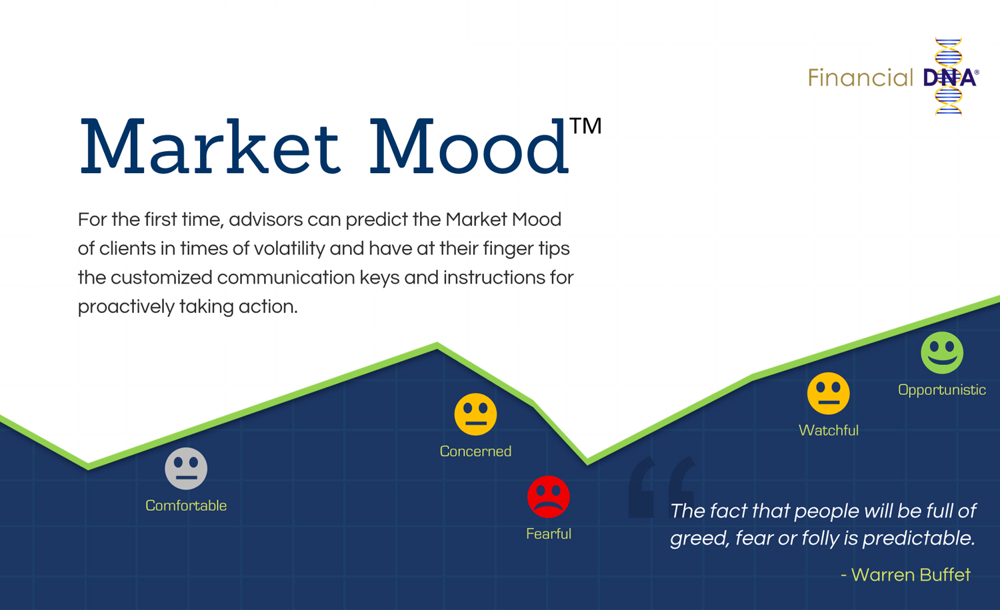 Financial DNA®
Market Mood™
For the first time, advisors can predict the Market Mood
of clients in times of volatility and have at their finger tips
the customized communication keys and instructions for
proactively taking action.
Comfortable
Concerned
Fearful
Watchful
Opportunistic
“
The fact that people will be full of
greed, fear or folly is predictable.
- Warren Buffet